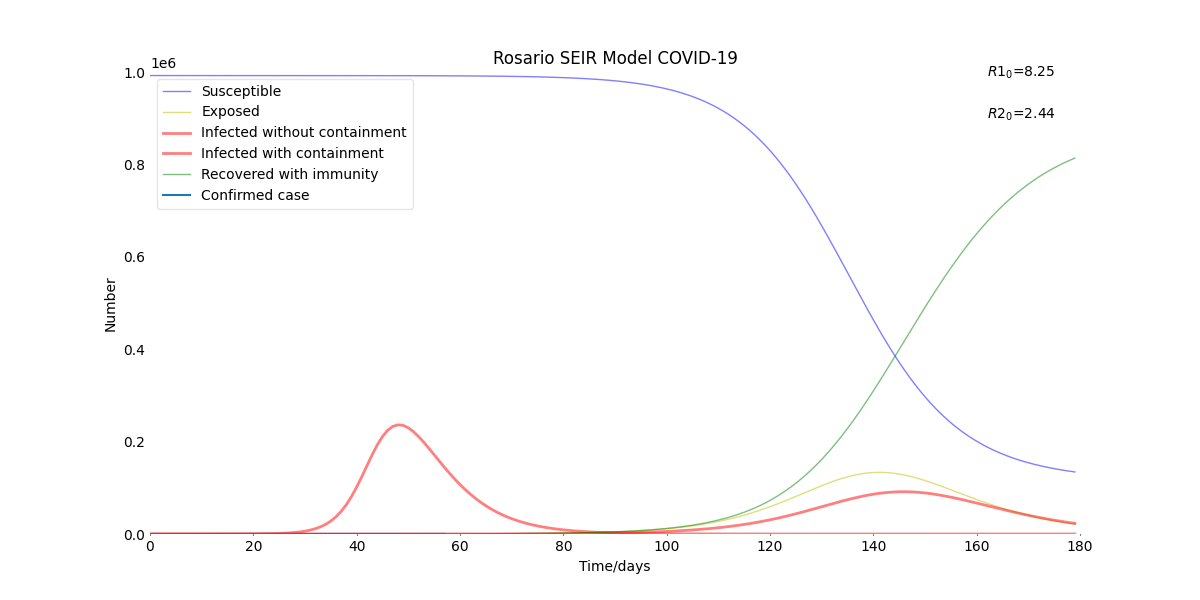 Rosario SEIR Model COVID-19
1e6
R1₀=8.25
R2₀=2.44
Susceptible
Exposed
Infected without containment
Infected with containment
Recovered with immunity
Confirmed case
1.0
0.8
0.6
0.4
0.2
0.0
Number
0 20 40 60 80 100 120 140 160 180
Time/days